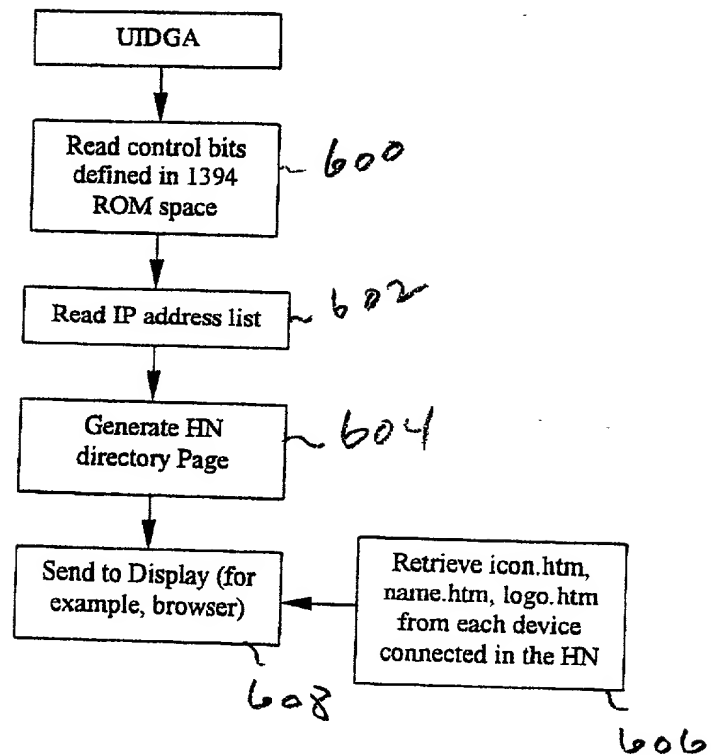 UIDGA
Read control bits
defined in 1394
ROM space
600
Read IP address list
602
Generate HN
directory Page
604
Send to Display (for
example, browser)
608
Retrieve icon.htm,
name.htm, logo.htm
from each device
connected in the HN
606